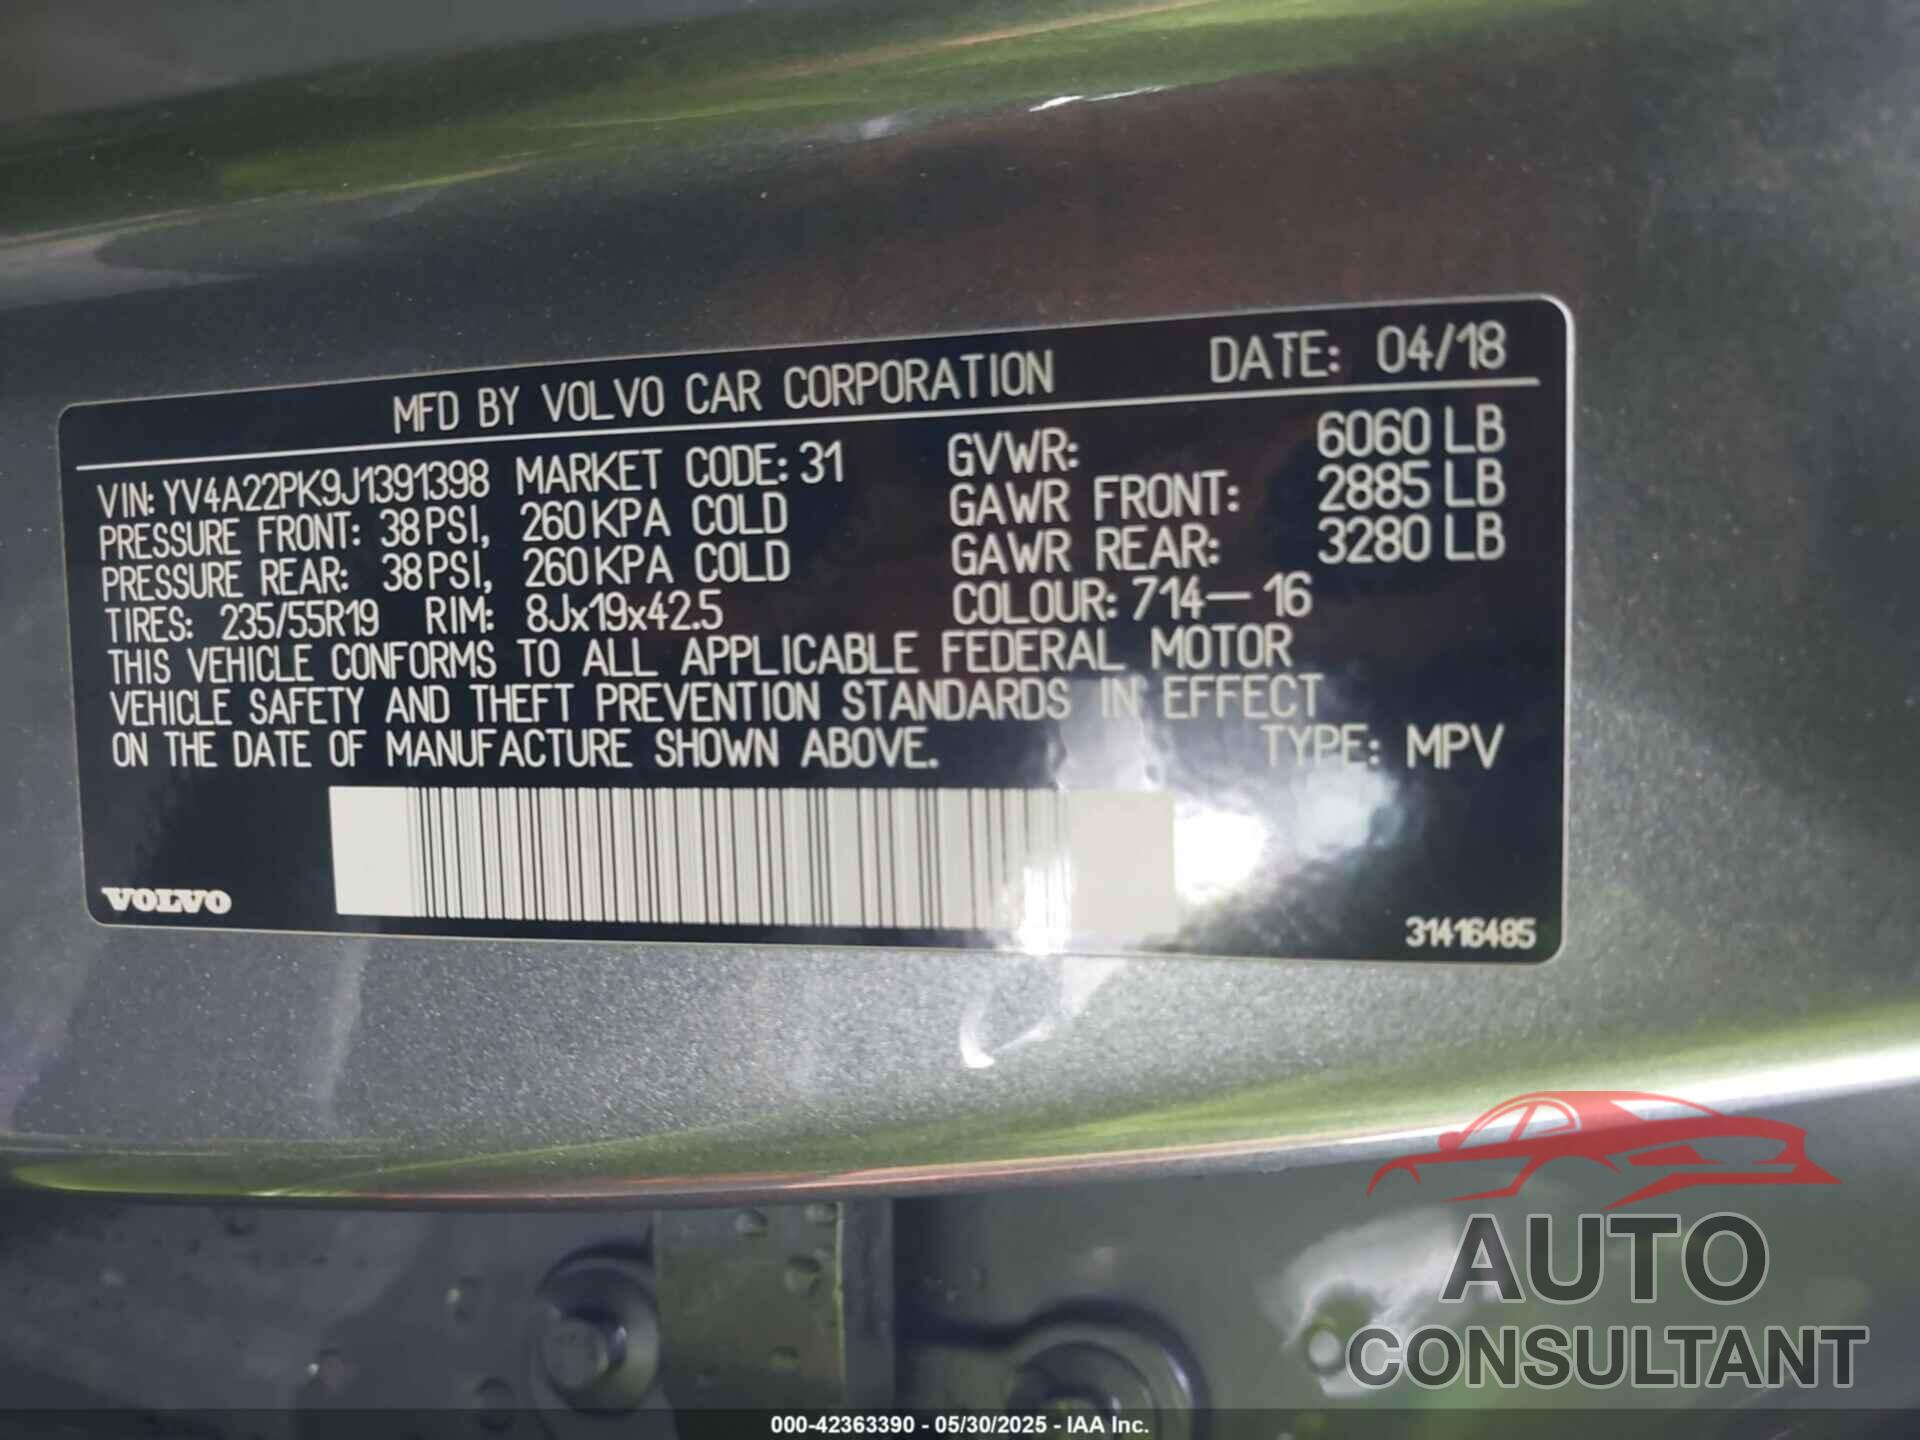 MFD BY VOLVO CAR CORPORATION DATE: 04/18
VIN: YV4A22PK9J1391398 MARKET CODE: 31 GVWR: 6060 LB
PRESSURE FRONT: 38 PSI, 260 KPA COLD GAWR FRONT: 2885 LB
PRESSURE REAR: 38 PSI, 260 KPA COLD GAWR REAR: 3280 LB
TIRES: 235/55R19 RIM: 8Jx19x42.5 COLOUR: 714-16
THIS VEHICLE CONFORMS TO ALL APPLICABLE FEDERAL MOTOR
VEHICLE SAFETY AND THEFT PREVENTION STANDARDS IN EFFECT
ON THE DATE OF MANUFACTURE SHOWN ABOVE. TYPE: MPV
VOLVO
31416485
AUTO
CONSULTANT
000-42363390 - 05/30/2025 - IAA Inc.